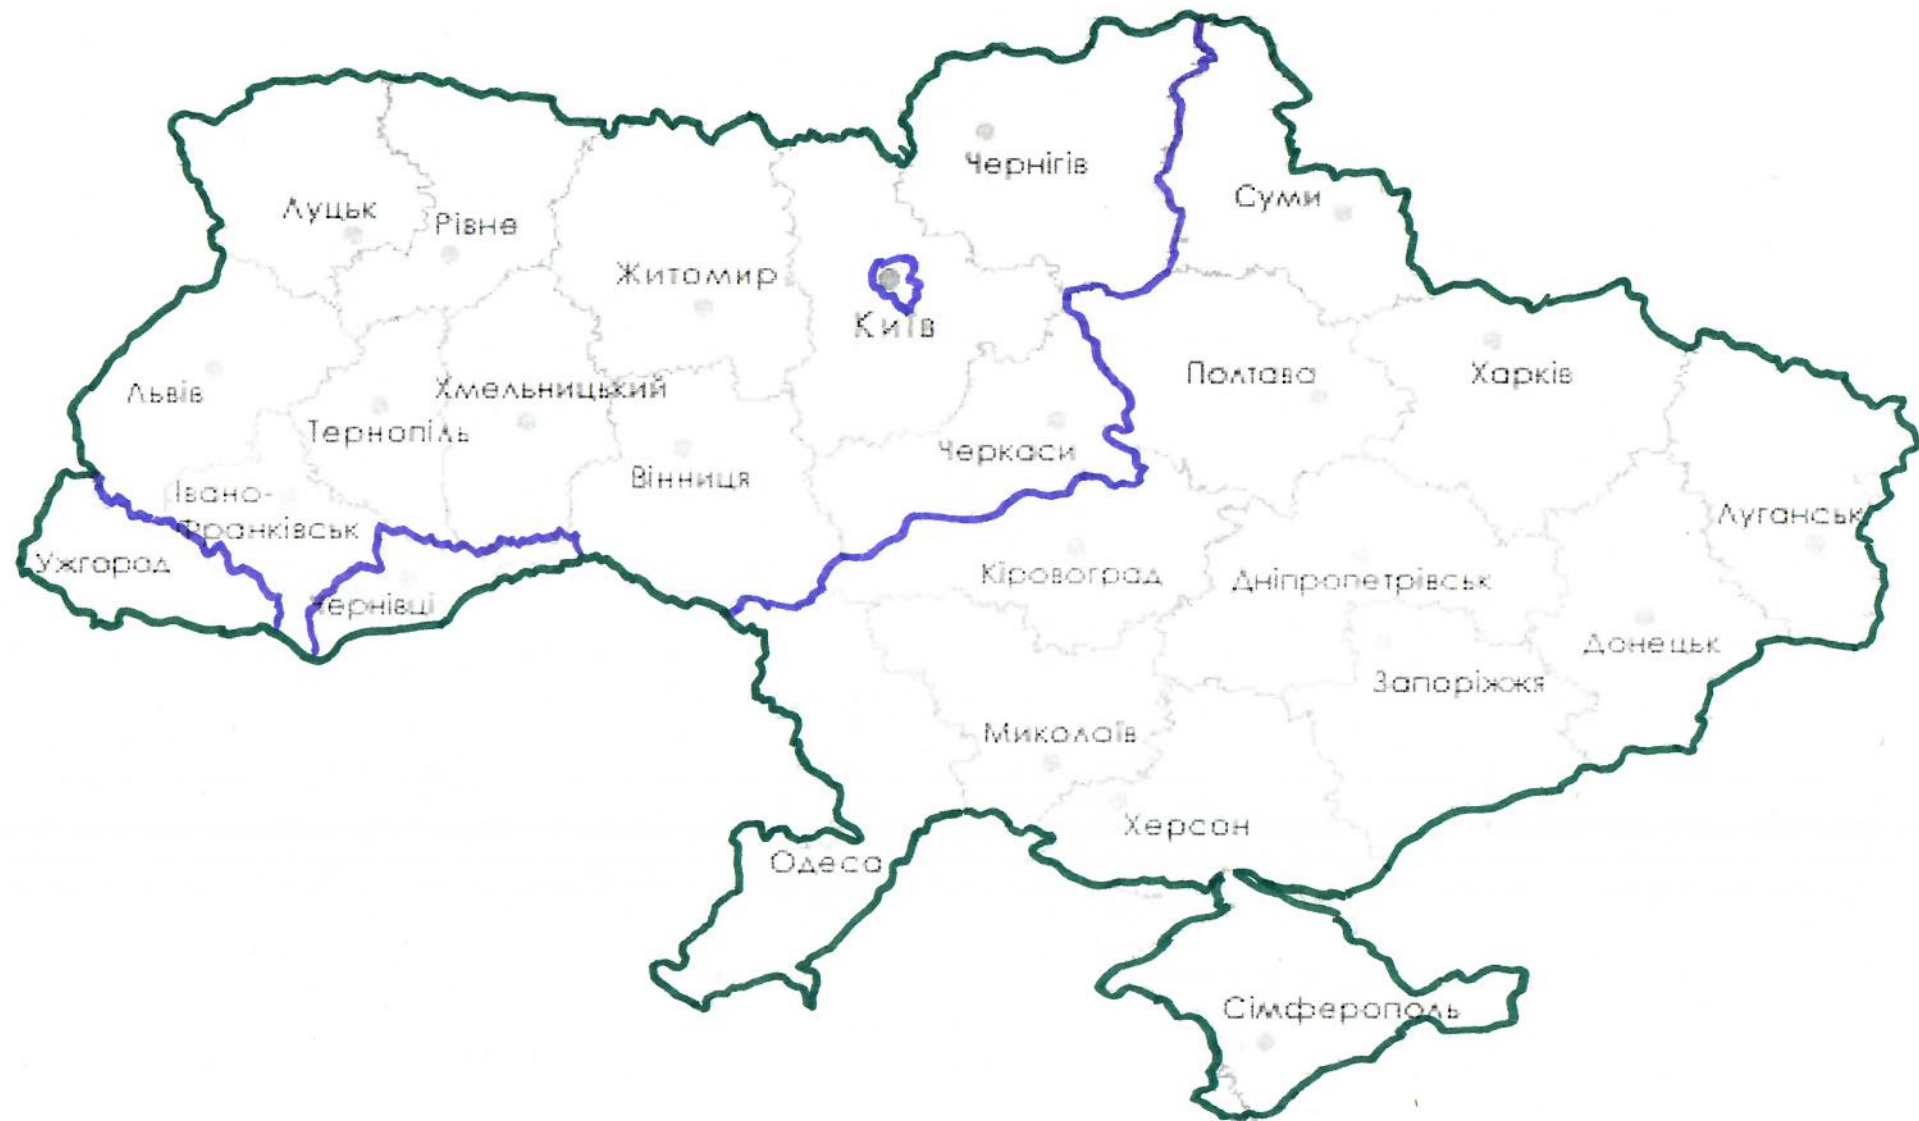 Чернігів
Суми
Луцьк
Рівне
Житомир
Київ
Львів
Тернопіль
Хмельницький
Вінниця
Черкаси
Полтава
Харків
Івано-
Франківськ
Ужгород
Чернівці
Кіровоград
Дніпропетрівськ
Луганськ
Донецьк
Запоріжжя
Миколаїв
Херсон
Одеса
Сімферополь